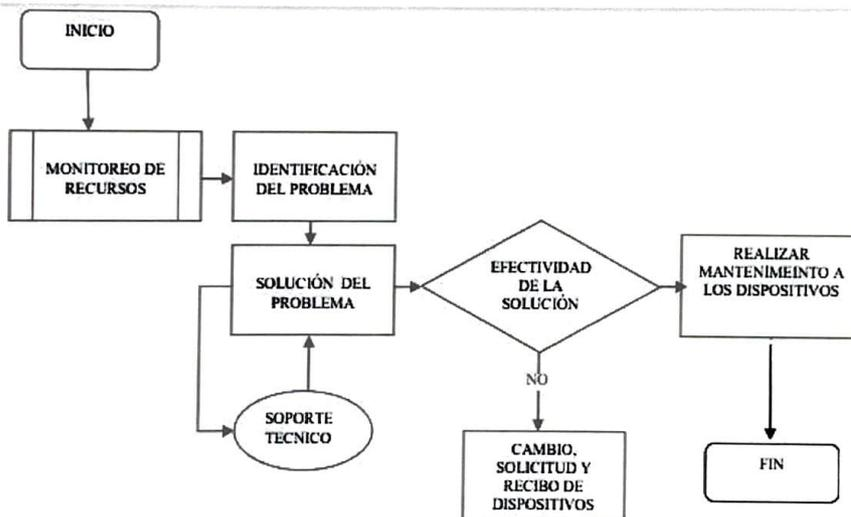 INICIO
MONITOREO DE
RECURSOS
IDENTIFICACIÓN
DEL PROBLEMA
SOLUCIÓN DEL
PROBLEMA
SOPORTE
TECNICO
EFECTIVIDAD
DE LA
SOLUCIÓN
NO
CAMBIO,
SOLICITUD Y
RECIBO DE
DISPOSITIVOS
REALIZAR
MANTENIMEINTO A
LOS DISPOSITIVOS
FIN